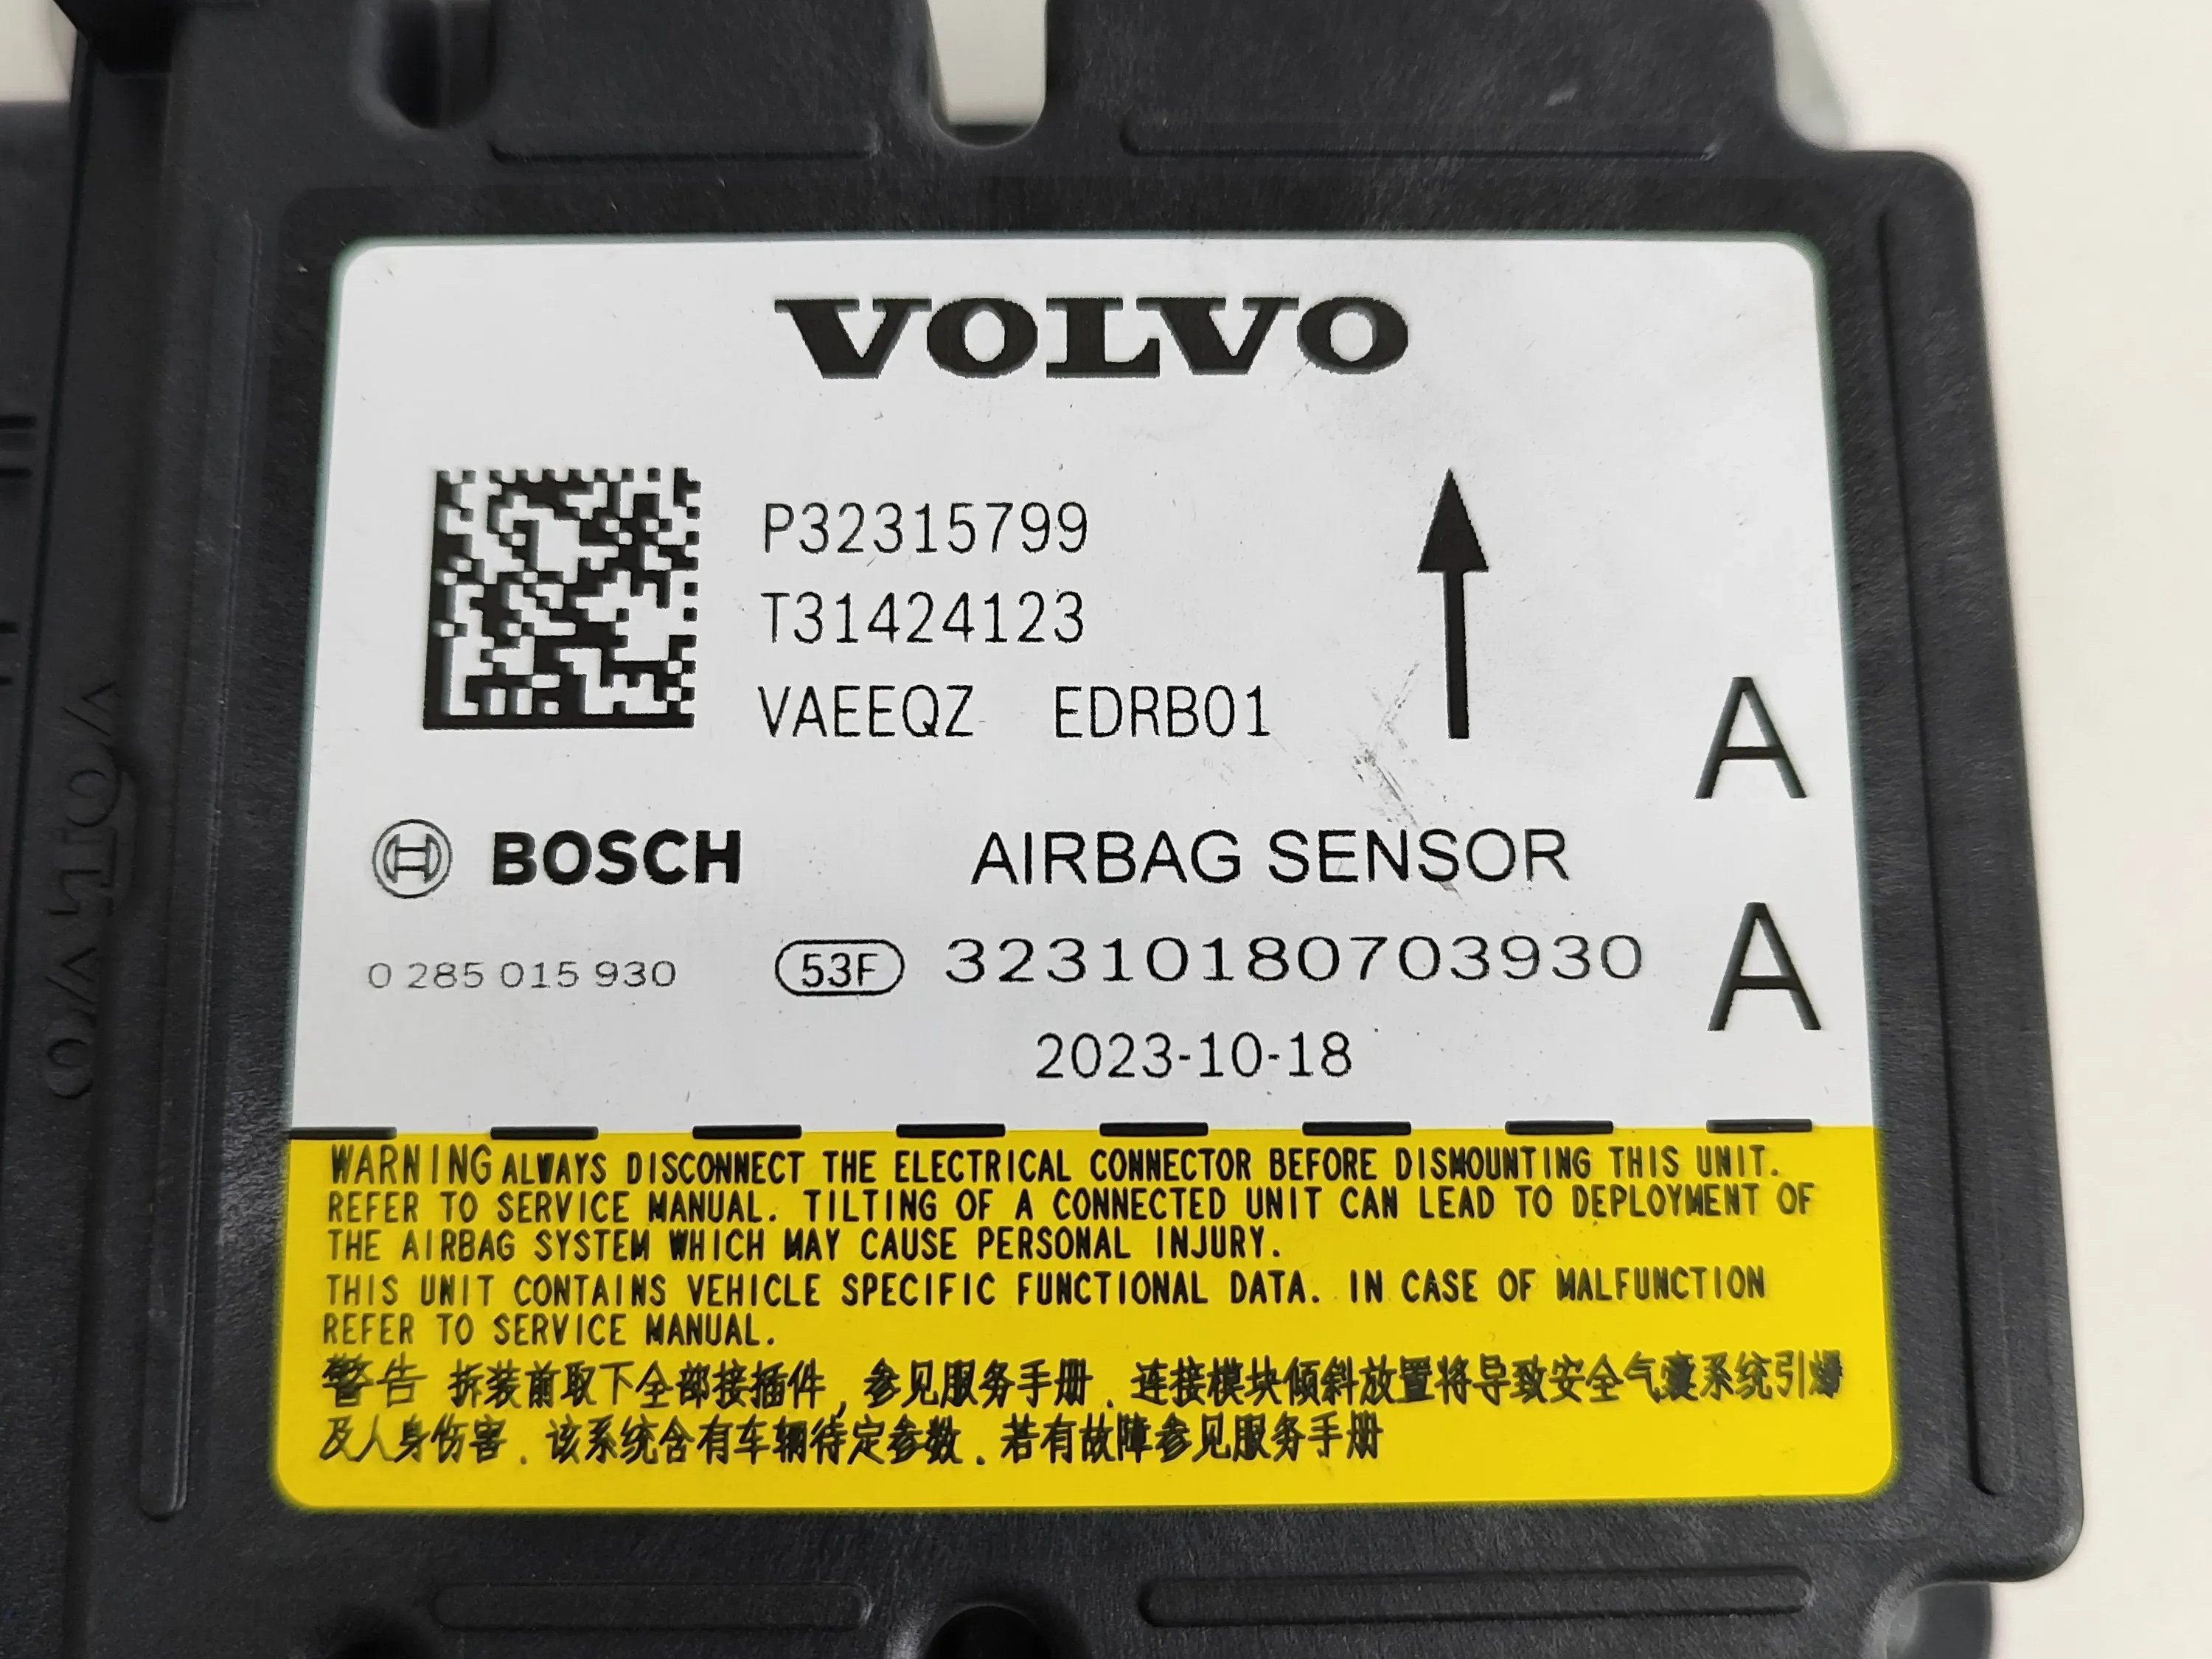 VOLVO
P32315799
T31424123
VAEEQZ EDRB01
A
BOSCH
AIRBAG SENSOR
0 285 015 930
53F 32310180703930
A
2023-10-18
WARNING ALWAYS DISCONNECT THE ELECTRICAL CONNECTOR BEFORE DISMOUNTING THIS UNIT.
REFER TO SERVICE MANUAL. TILTING OF A CONNECTED UNIT CAN LEAD TO DEPLOYMENT OF
THE AIRBAG SYSTEM WHICH MAY CAUSE PERSONAL INJURY.
THIS UNIT CONTAINS VEHICLE SPECIFIC FUNCTIONAL DATA. IN CASE OF MALFUNCTION
REFER TO SERVICE MANUAL.
警告 拆装前取下全部接插件,参见服务手册.连接模块倾斜放置将导致安全气囊系统引爆
及人身伤害.该系统含有车辆待定参数.若有故障参见服务手册
VOLVO